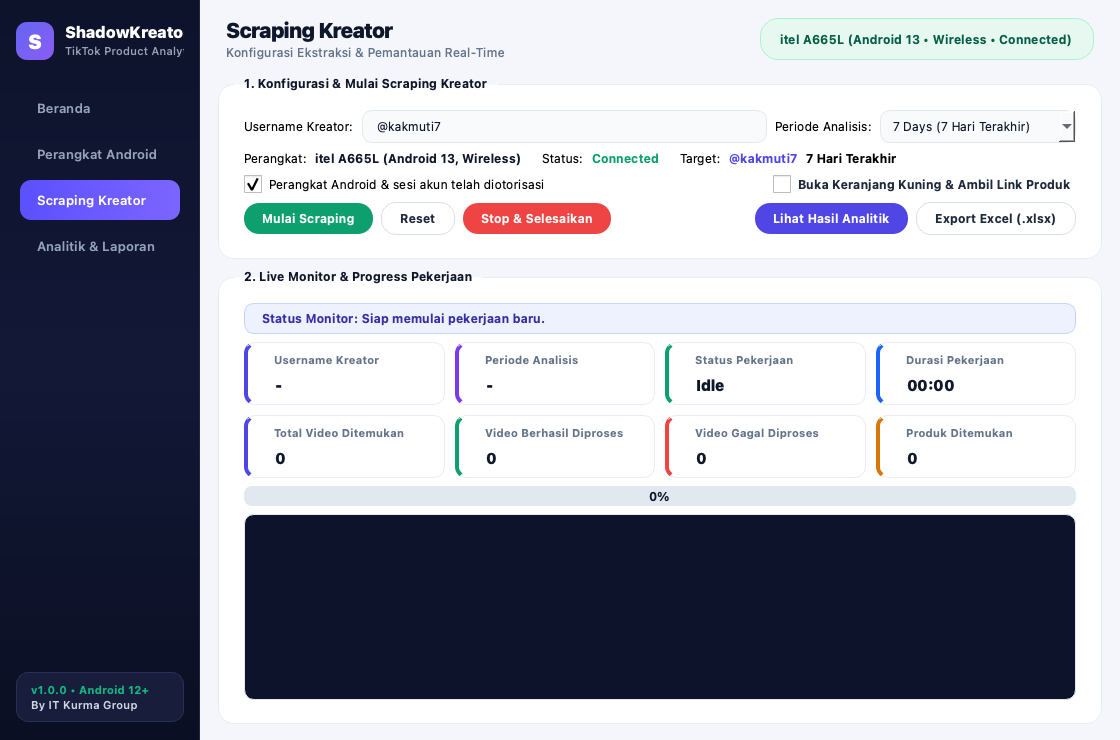 S
ShadowKreato
TikTok Product Analy
Beranda
Perangkat Android
Scraping Kreator
Analitik & Laporan
v1.0.0 • Android 12+
By IT Kurma Group
Scraping Kreator
Konfigurasi Ekstraksi & Pemantauan Real-Time
itel A665L (Android 13 • Wireless • Connected)
1. Konfigurasi & Mulai Scraping Kreator
Username Kreator: @kakmuti7 Periode Analisis: 7 Days (7 Hari Terakhir)
Perangkat: itel A665L (Android 13, Wireless) Status: Connected Target: @kakmuti7 7 Hari Terakhir
Perangkat Android & sesi akun telah diotorisasi Buka Keranjang Kuning & Ambil Link Produk
Mulai Scraping Reset Stop & Selesaikan Lihat Hasil Analitik Export Excel (.xlsx)
2. Live Monitor & Progress Pekerjaan
Status Monitor: Siap memulai pekerjaan baru.
Username Kreator Periode Analisis Status Pekerjaan Durasi Pekerjaan
- - Idle 00:00
Total Video Ditemukan Video Berhasil Diproses Video Gagal Diproses Produk Ditemukan
0 0 0 0
0%